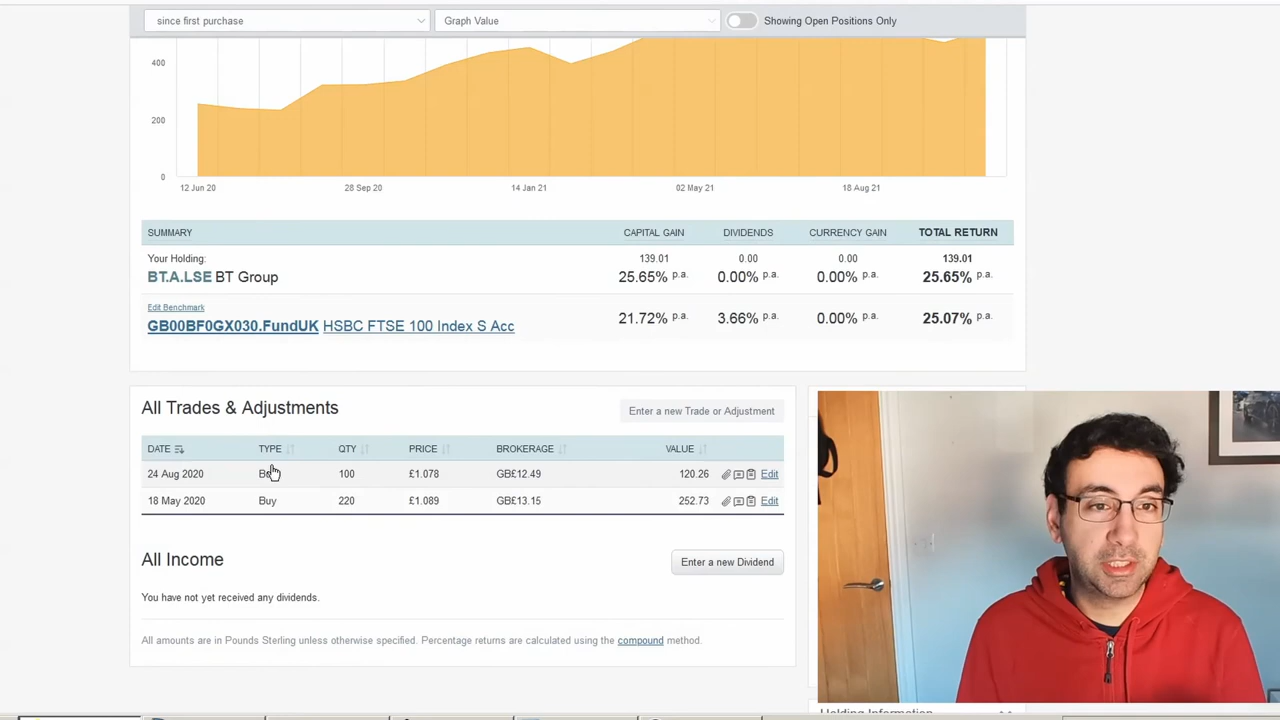 since first purchase Graph Value Showing Open Positions Only
400
200
0
12 Jun 20 28 Sep 20 14 Jan 21 02 May 21 18 Aug 21
SUMMARY CAPITAL GAIN DIVIDENDS CURRENCY GAIN TOTAL RETURN
Your Holding: 139.01 0.00 0.00 139.01
BT.A.LSE BT Group 25.65% p.a. 0.00% p.a. 0.00% p.a. 25.65% p.a.
Edit Benchmark
GB00BF0GX030.FundUK HSBC FTSE 100 Index S Acc 21.72% p.a. 3.66% p.a. 0.00% p.a. 25.07% p.a.
All Trades & Adjustments Enter a new Trade or Adjustment
DATE TYPE QTY PRICE BROKERAGE VALUE
24 Aug 2020 100 £1.078 GB£12.49 120.26 Edit
18 May 2020 Buy 220 £1.089 GB£13.15 252.73 Edit
All Income Enter a new Dividend
You have not yet received any dividends.
All amounts are in Pounds Sterling unless otherwise specified. Percentage returns are calculated using the compound method.
Holding Information